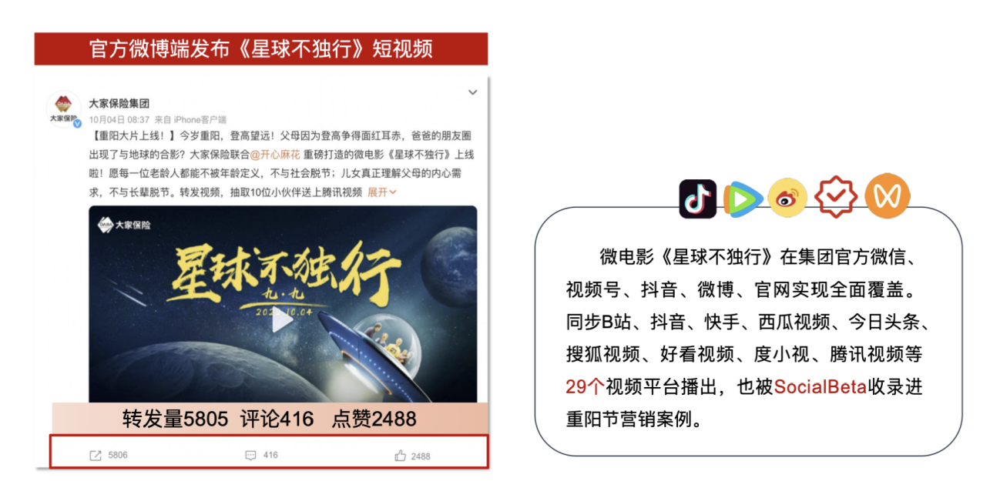 官方微博端发布《星球不独行》短视频
大家保险集团
大家保险
10月04日 08:37 来自 iPhone客户端
【重阳大片上线！】今岁重阳，登高望远！父母因为登高争得面红耳赤，爸爸的朋友圈
出现了与地球的合影？大家保险联合@开心麻花 重磅打造的微电影《星球不独行》上线
啦！愿每一位老龄人都能不被年龄定义，不与社会脱节；儿女真正理解父母的内心需
求，不与长辈脱节。转发视频，抽取10位小伙伴送上腾讯视频 展开
大家保险
星球不独行
九·九
2022.10.04
转发量5805 评论416 点赞2488
5806 416 2488
微电影《星球不独行》在集团官方微信、
视频号、抖音、微博、官网实现全面覆盖。
同步B站、抖音、快手、西瓜视频、今日头条、
搜狐视频、好看视频、度小视、腾讯视频等
29个视频平台播出，也被SocialBeta收录进
重阳节营销案例。